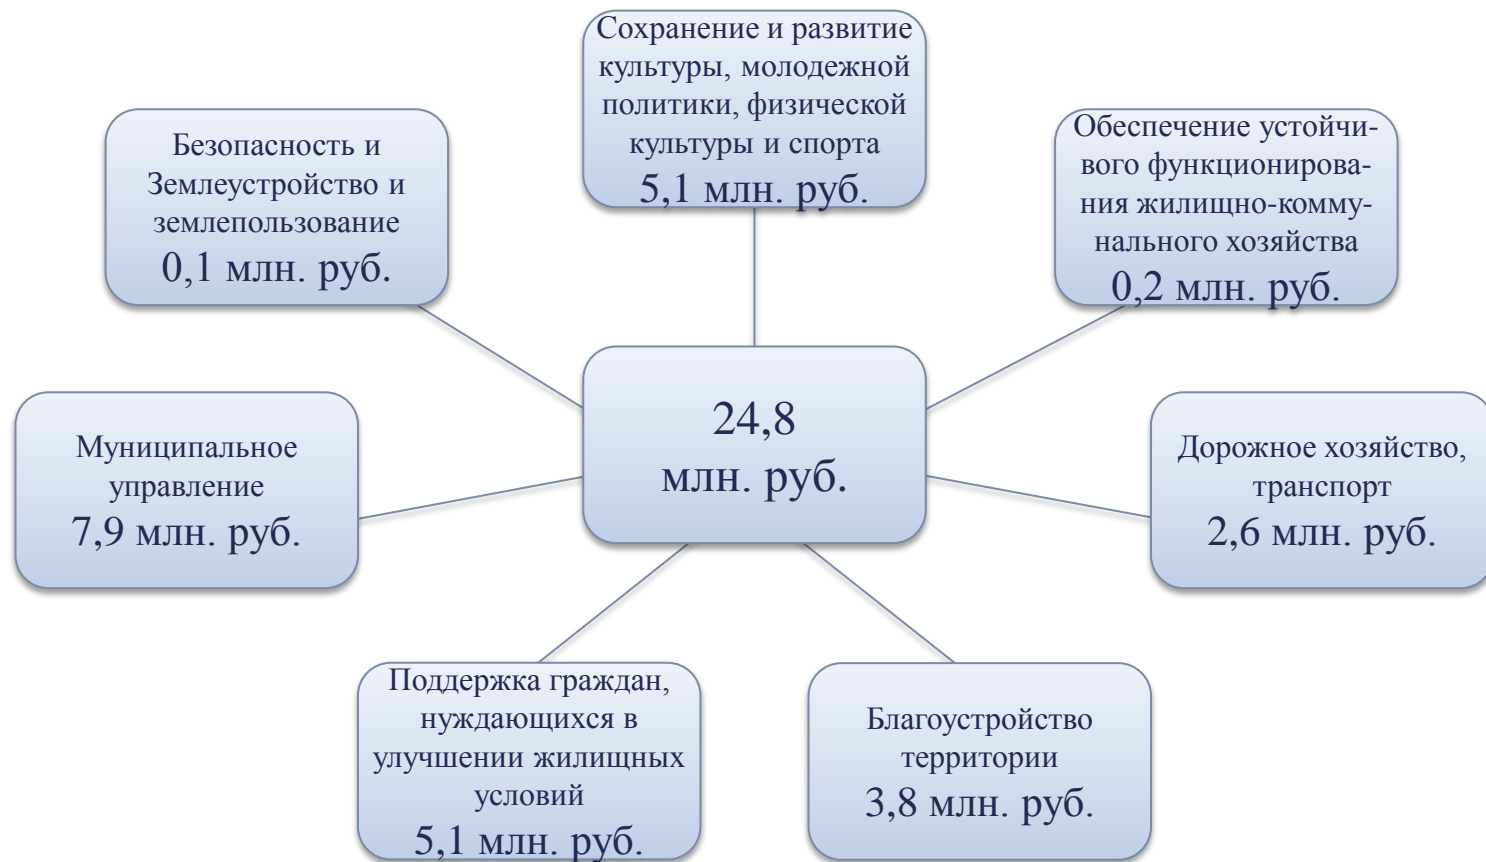 Сохранение и развитие
культуры, молодежной
политики, физической
культуры и спорта
5,1 млн. руб.
Обеспечение устойчи-
вого функционирова-
ния жилищно-комму-
нального хозяйства
0,2 млн. руб.
Дорожное хозяйство,
транспорт
2,6 млн. руб.
Благоустройство
территории
3,8 млн. руб.
Поддержка граждан,
нуждающихся в
улучшении жилищных
условий
5,1 млн. руб.
Муниципальное
управление
7,9 млн. руб.
Безопасность и
Землеустройство и
землепользование
0,1 млн. руб.
24,8
млн. руб.